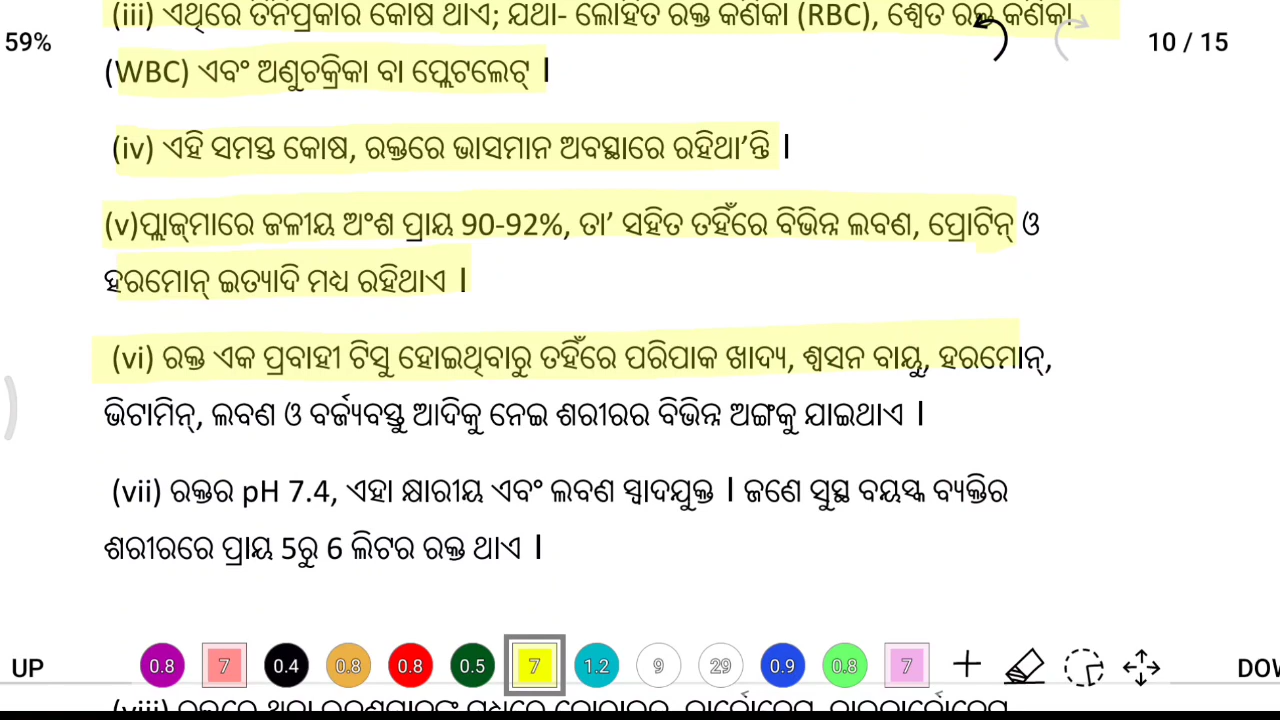 (iii) ଏଥିରେ ତିନିପ୍ରକାର କୋଷ ଥାଏ; ଯଥା- ଲୋହିତ ରକ୍ତ କଣିକା (RBC), ଶ୍ୱେତ ରକ୍ତ କଣିକା
59%
10 / 15
(WBC) ଏବଂ ଅଣୁଚକ୍ରିକା ବା ପ୍ଲେଟଲେଟ୍ ।
(iv) ଏହି ସମସ୍ତ କୋଷ, ରକ୍ତରେ ଭାସମାନ ଅବସ୍ଥାରେ ରହିଥା’ନ୍ତି ।
(v)ପ୍ଲାଜ୍‌ମାରେ ଜଳୀୟ ଅଂଶ ପ୍ରାୟ 90-92%, ତା’ ସହିତ ତହିଁରେ ବିଭିନ୍ନ ଲବଣ, ପ୍ରୋଟିନ୍ ଓ
ହରମୋନ୍ ଇତ୍ୟାଦି ମଧ୍ୟ ରହିଥାଏ ।
(vi) ରକ୍ତ ଏକ ପ୍ରବାହୀ ଟିସୁ ହୋଇଥିବାରୁ ତହିଁରେ ପରିପାକ ଖାଦ୍ୟ, ଶ୍ୱସନ ବାୟୁ, ହରମୋନ୍,
ଭିଟାମିନ୍, ଲବଣ ଓ ବର୍ଜ୍ୟବସ୍ତୁ ଆଦିକୁ ନେଇ ଶରୀରର ବିଭିନ୍ନ ଅଙ୍ଗକୁ ଯାଇଥାଏ ।
(vii) ରକ୍ତର pH 7.4, ଏହା କ୍ଷାରୀୟ ଏବଂ ଲବଣ ସ୍ୱାଦଯୁକ୍ତ । ଜଣେ ସୁସ୍ଥ ବୟସ୍କ ବ୍ୟକ୍ତିର
ଶରୀରରେ ପ୍ରାୟ 5ରୁ 6 ଲିଟର ରକ୍ତ ଥାଏ ।
UP 0.8 7 0.4 0.8 0.8 0.5 7 1.2 9 29 0.9 0.8 7 DOW
(viii)